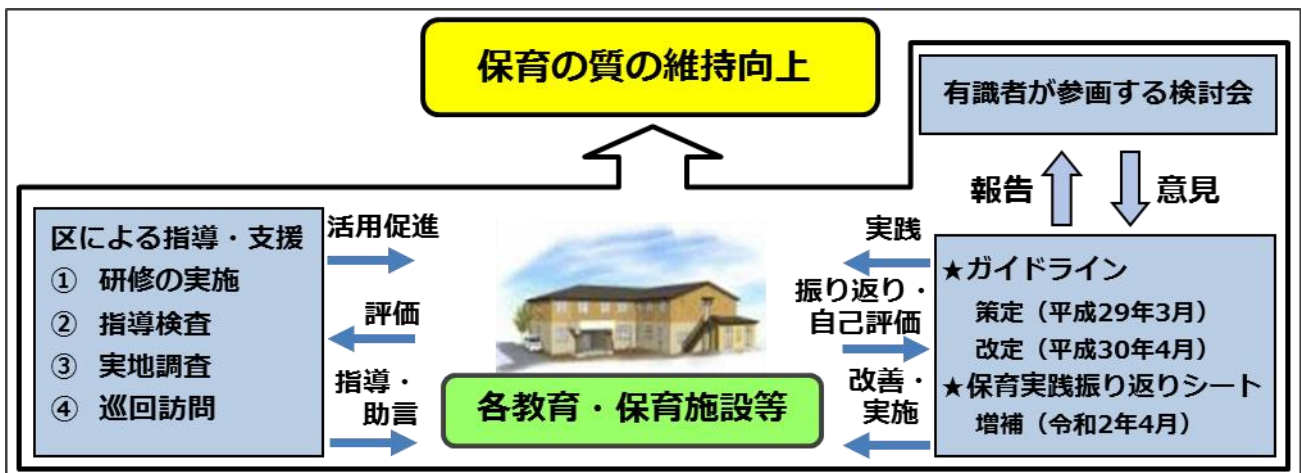 保育の質の維持向上
有識者が参画する検討会
報告
意見
区による指導・支援
① 研修の実施
② 指導検査
③ 実地調査
④ 巡回訪問
活用促進
評価
指導・
助言
各教育・保育施設等
実践
振り返り・
自己評価
改善・
実施
★ガイドライン
策定（平成29年3月）
改定（平成30年4月）
★保育実践振り返りシート
増補（令和2年4月）